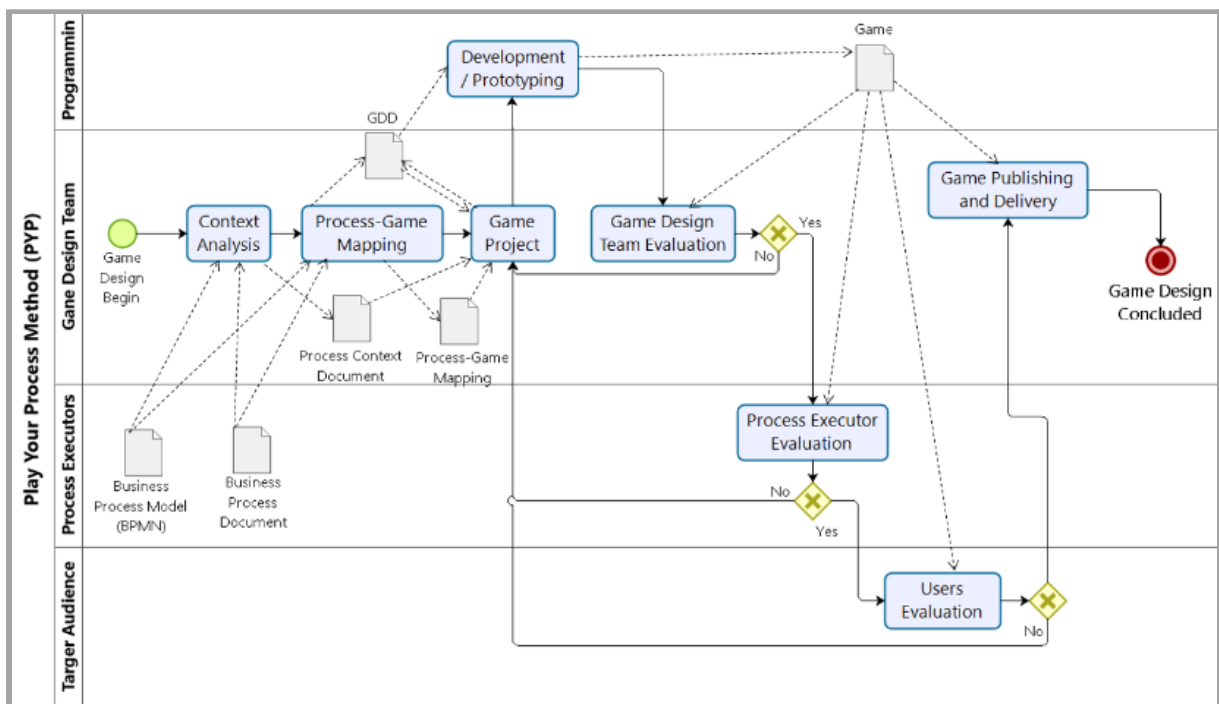 Play Your Process Method (PYP)
Programmin
Game
Development
/ Prototyping
Gane Design Team
GDD
Game Publishing
and Delivery
Context
Analysis
Process-Game
Mapping
Game
Project
Game Design
Team Evaluation
Yes
No
Game
Design
Begin
Game Design
Concluded
Process Context
Document
Process-Game
Mapping
Process Executors
Process Executor
Evaluation
Business
Process Model
(BPMN)
Business
Process
Document
No
Yes
Targer Audience
Users
Evaluation
No